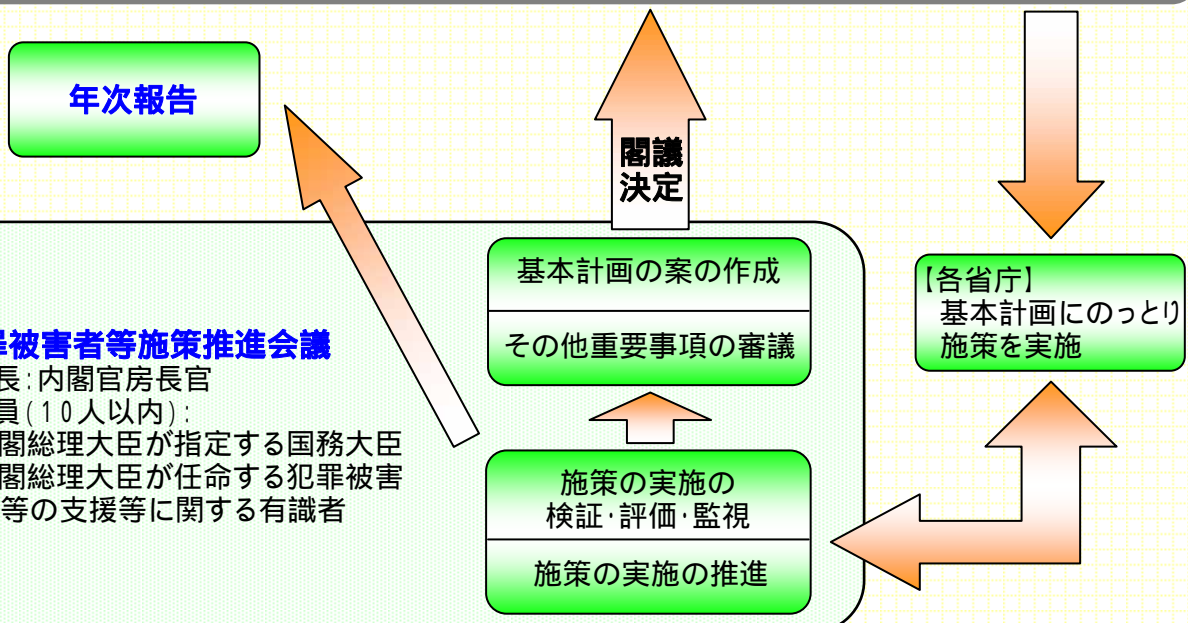 年次報告
閣議
決定
基本計画の案の作成
その他重要事項の審議
【各省庁】
基本計画にのっとり
施策を実施
罪被害者等施策推進会議
長：内閣官房長官
員（１０人以内）：
閣総理大臣が指定する国務大臣
閣総理大臣が任命する犯罪被害
等の支援等に関する有識者
施策の実施の
検証・評価・監視
施策の実施の推進